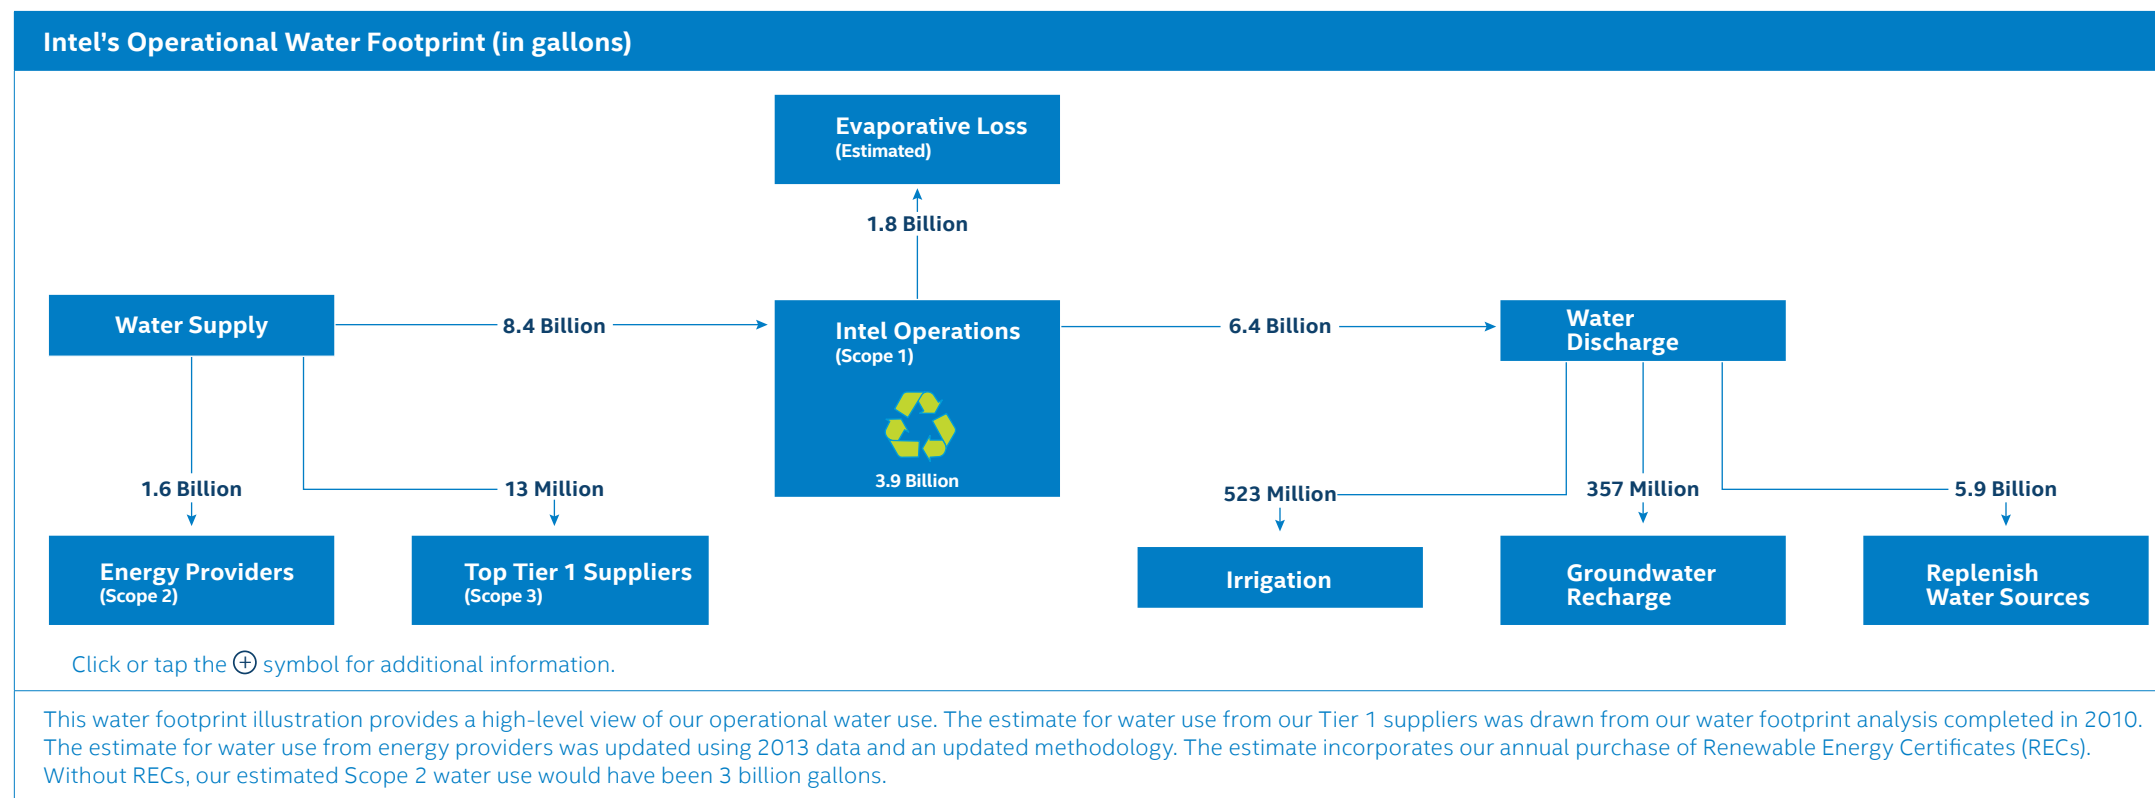 Intel's Operational Water Footprint (in gallons)
Evaporative Loss
(Estimated)
1.8 Billion
Water Supply
8.4 Billion
Intel Operations
(Scope 1)
3.9 Billion
6.4 Billion
Water
Discharge
1.6 Billion
13 Million
523 Million
357 Million
5.9 Billion
Energy Providers
(Scope 2)
Top Tier 1 Suppliers
(Scope 3)
Irrigation
Groundwater
Recharge
Replenish
Water Sources
Click or tap the ⊕ symbol for additional information.
This water footprint illustration provides a high-level view of our operational water use. The estimate for water use from our Tier 1 suppliers was drawn from our water footprint analysis completed in 2010.
The estimate for water use from energy providers was updated using 2013 data and an updated methodology. The estimate incorporates our annual purchase of Renewable Energy Certificates (RECs).
Without RECs, our estimated Scope 2 water use would have been 3 billion gallons.